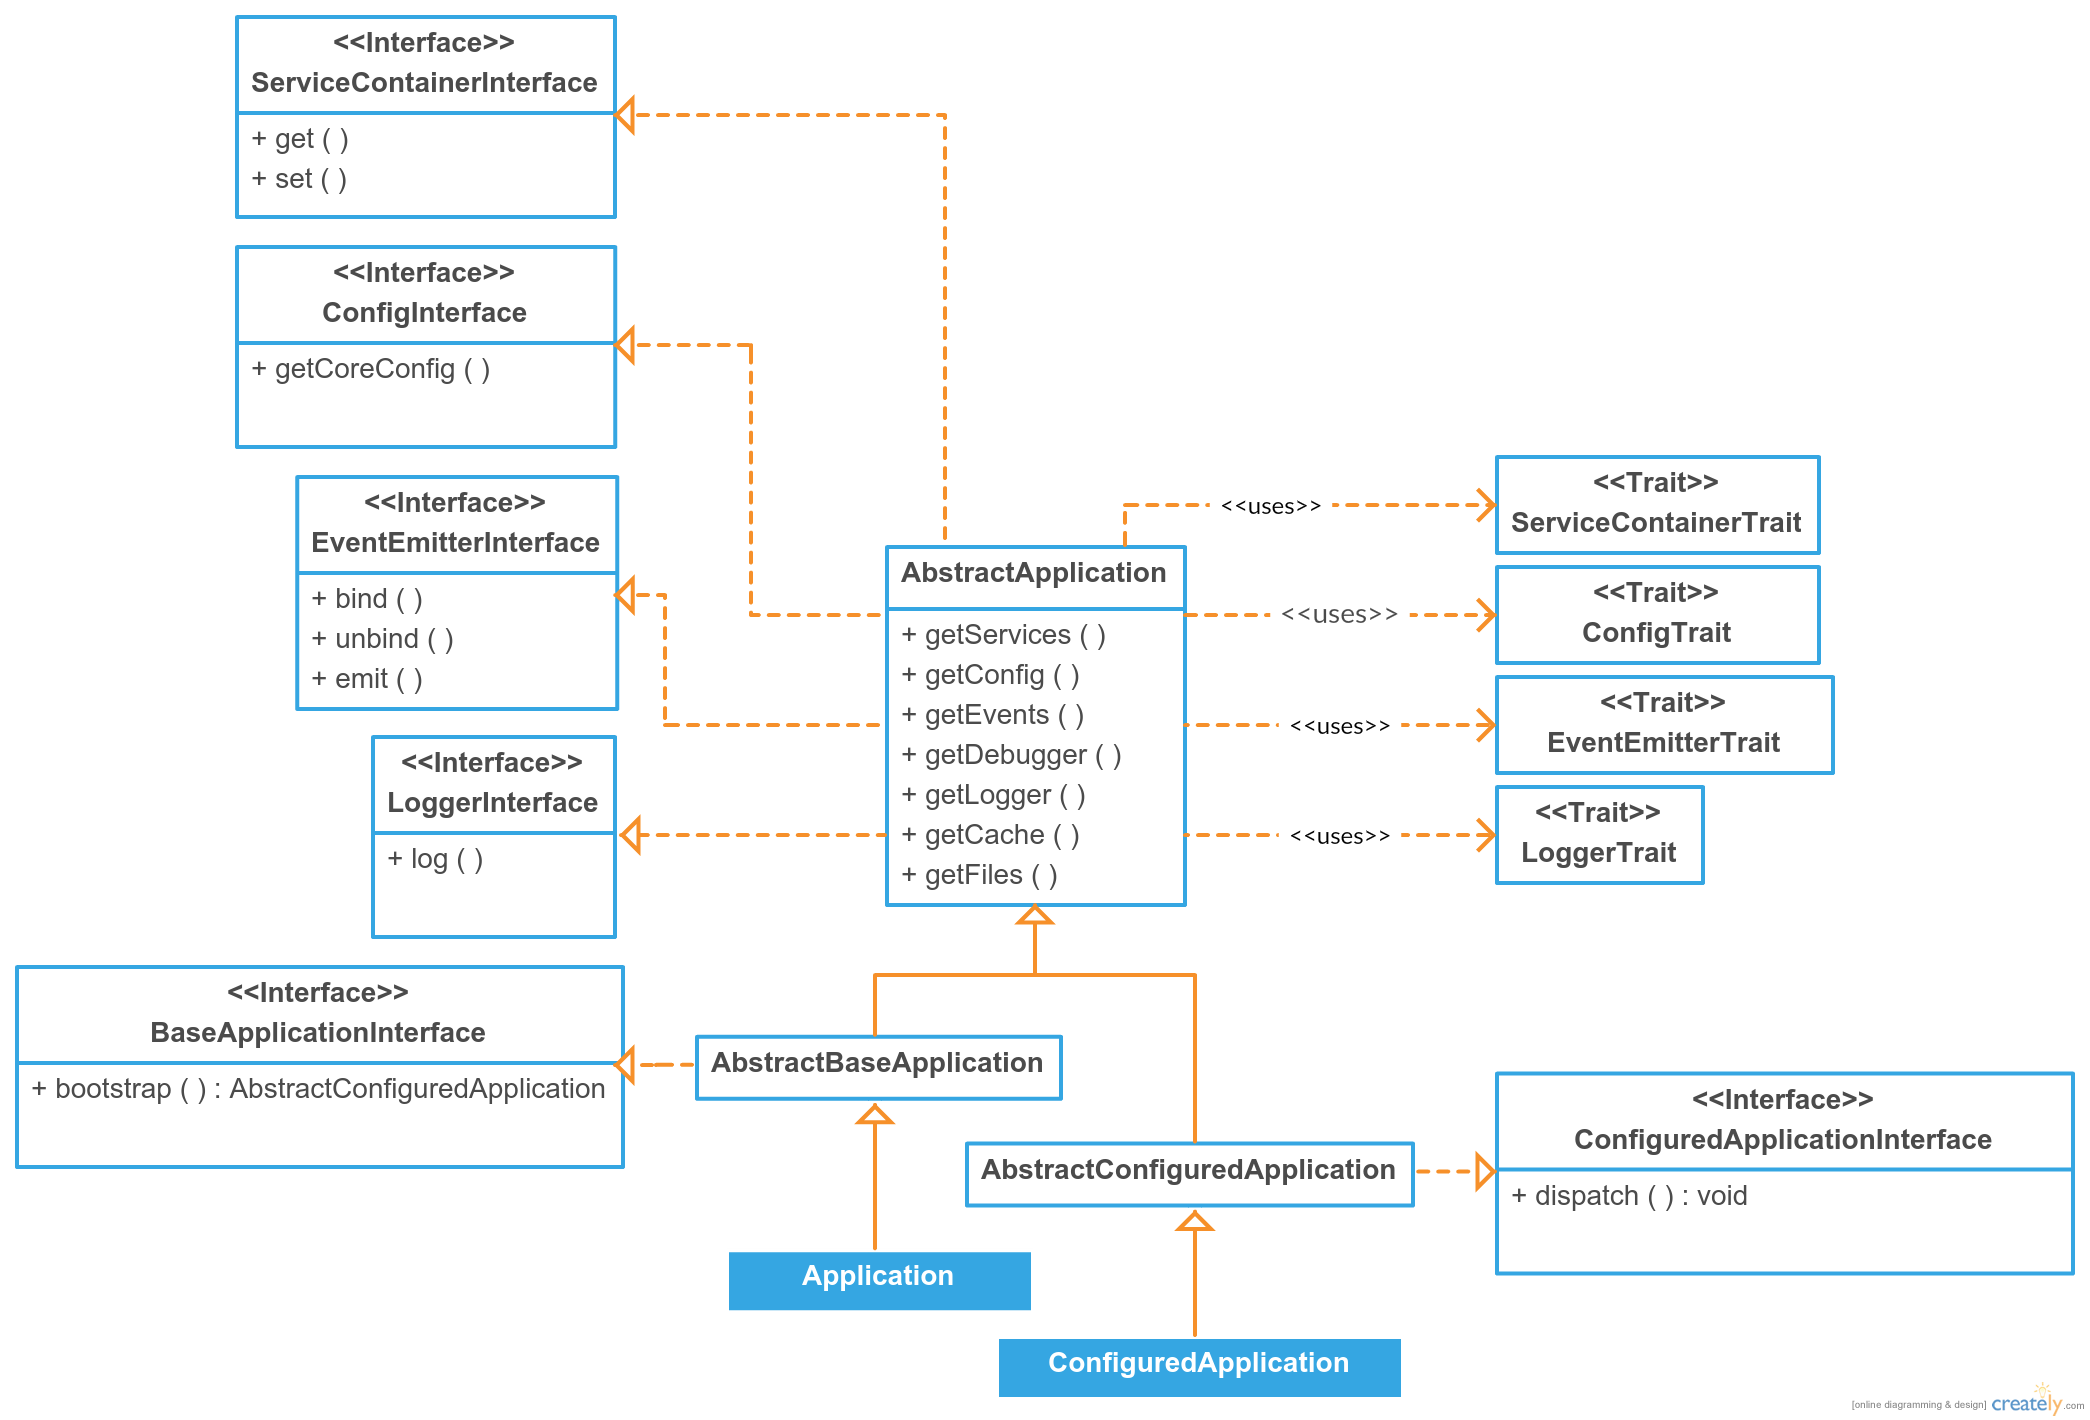 <<Interface>>
ServiceContainerInterface
+ get ( )
+ set ( )
<<Interface>>
ConfigInterface
+ getCoreConfig ( )
<<Interface>>
EventEmitterInterface
+ bind ( )
+ unbind ( )
+ emit ( )
<<Interface>>
LoggerInterface
+ log ( )
<<Interface>>
BaseApplicationInterface
+ bootstrap ( ) : AbstractConfiguredApplication
AbstractApplication
+ getServices ( )
+ getConfig ( )
+ getEvents ( )
+ getDebugger ( )
+ getLogger ( )
+ getCache ( )
+ getFiles ( )
<<uses>>
<<uses>>
<<uses>>
<<uses>>
<<Trait>>
ServiceContainerTrait
<<Trait>>
ConfigTrait
<<Trait>>
EventEmitterTrait
<<Trait>>
LoggerTrait
AbstractBaseApplication
AbstractConfiguredApplication
<<Interface>>
ConfiguredApplicationInterface
+ dispatch ( ) : void
Application
ConfiguredApplication
[online diagramming & design] creately.com